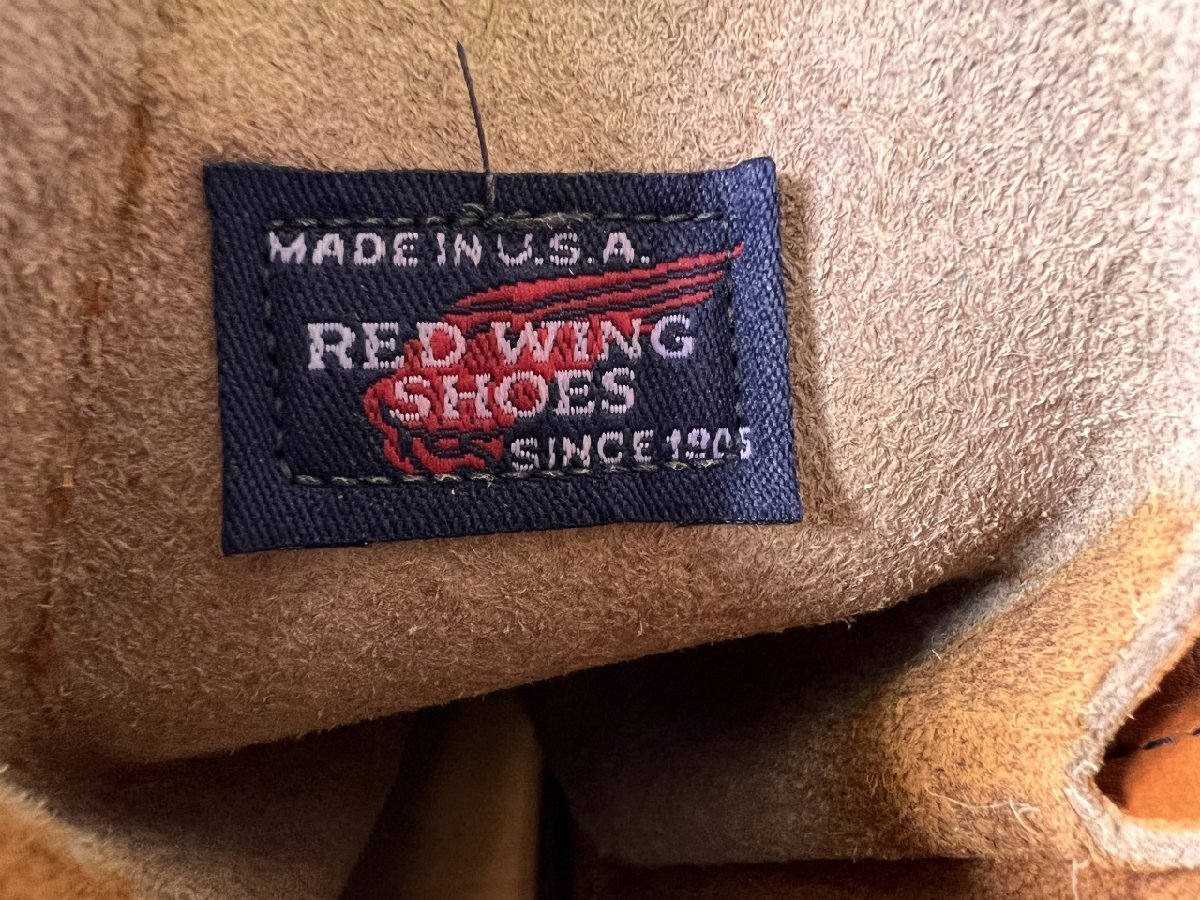 MADE IN U.S.A.
RED WING
SHOES
SINCE 1905